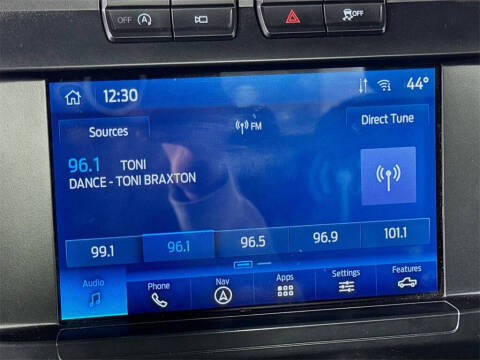 OFF A OFF
12:30 44°
Sources FM Direct Tune
96.1 TONI
DANCE - TONI BRAXTON
99.1 96.1 96.5 96.9 101.1
Audio Phone Nav Apps Settings Features